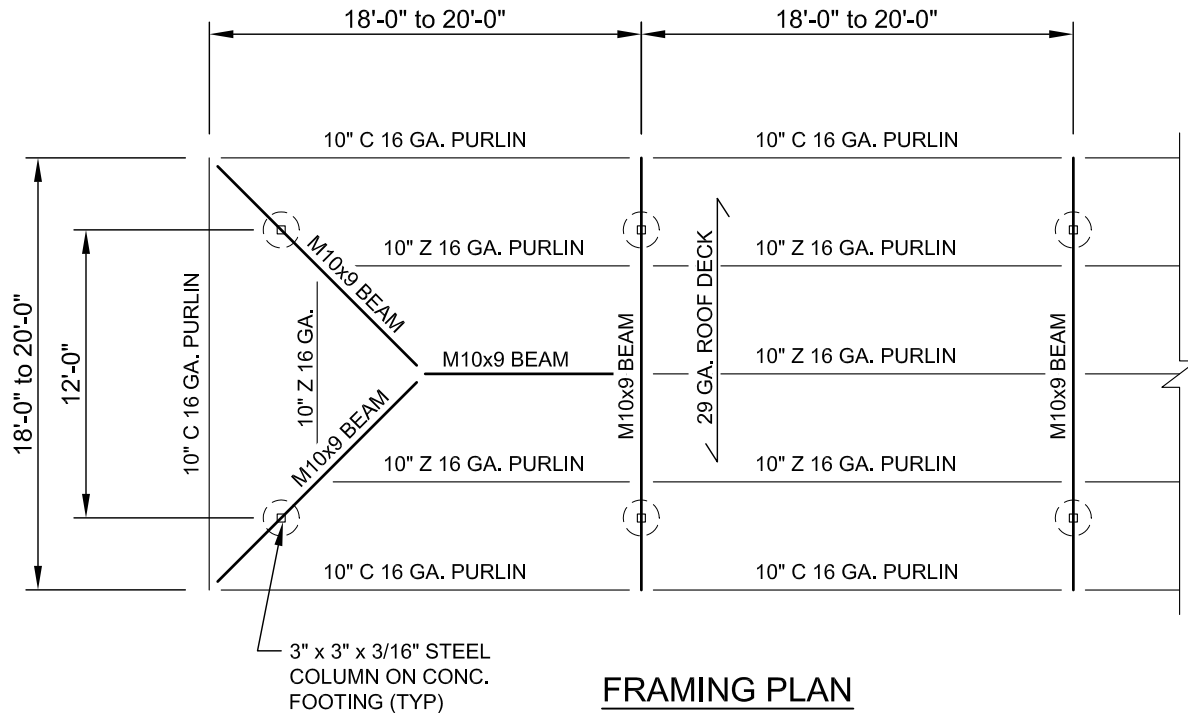 18'-0" to 20'-0"
18'-0" to 20'-0"
10" C 16 GA. PURLIN
10" C 16 GA. PURLIN
10" Z 16 GA. PURLIN
10" Z 16 GA. PURLIN
M10x9 BEAM
18'-0" to 20'-0"
12'-0"
10" C 16 GA. PURLIN
10" Z 16 GA.
M10x9 BEAM
M10x9 BEAM
M10x9 BEAM
29 GA. ROOF DECK
10" Z 16 GA. PURLIN
M10x9 BEAM
10" Z 16 GA. PURLIN
10" Z 16 GA. PURLIN
10" C 16 GA. PURLIN
10" C 16 GA. PURLIN
3" x 3" x 3/16" STEEL
COLUMN ON CONC.
FOOTING (TYP)
FRAMING PLAN